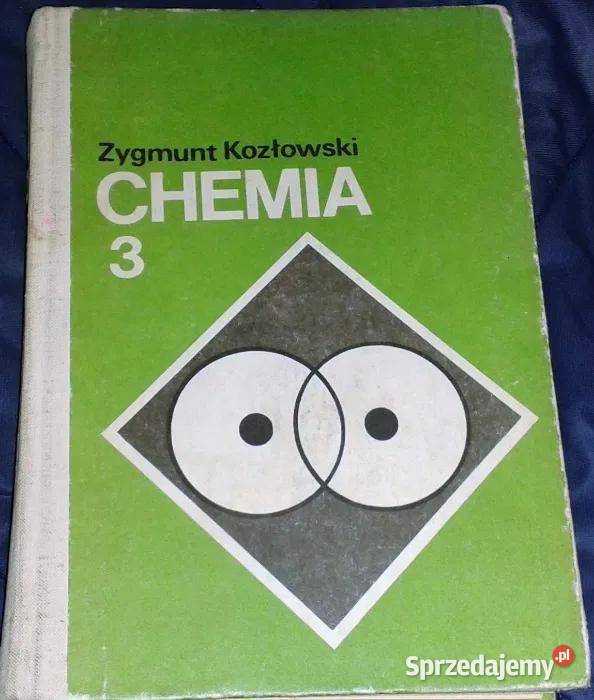 Zygmunt Kozłowski
CHEMIA
3
Sprzedajemy.pl